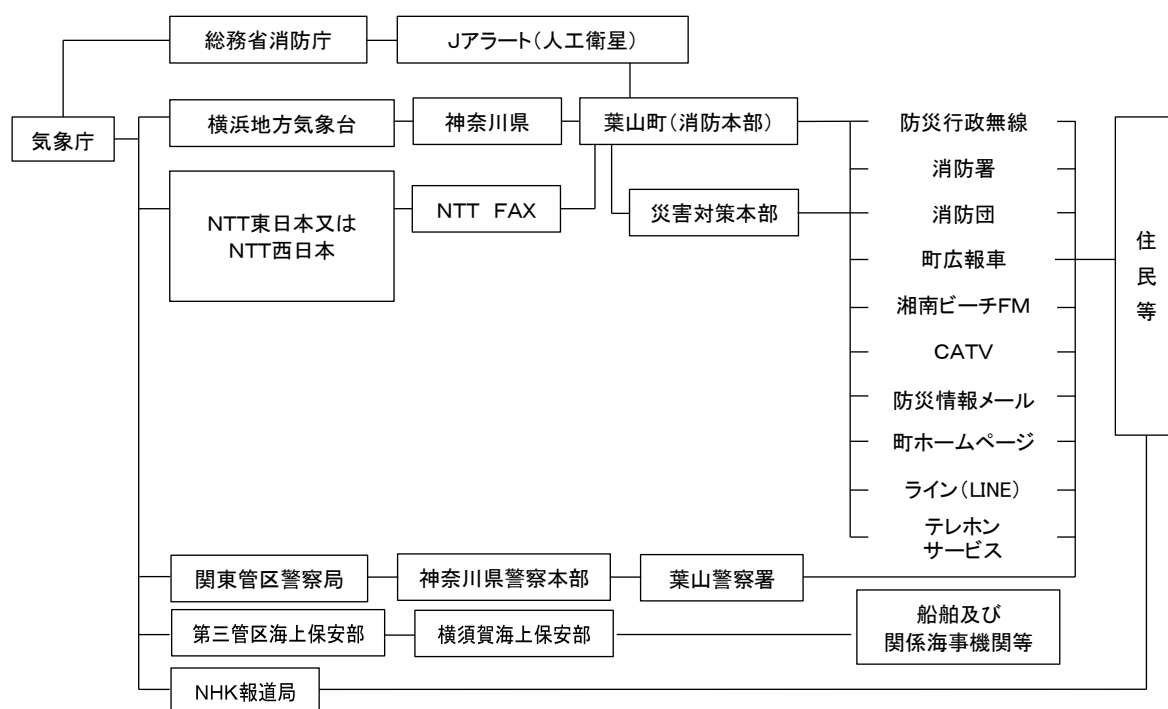 総務省消防庁
Jアラート(人工衛星)
気象庁
横浜地方気象台
神奈川県
葉山町(消防本部)
NTT東日本又は
NTT西日本
NTT FAX
災害対策本部
防災行政無線
消防署
消防団
町広報車
湘南ビーチFM
CATV
防災情報メール
町ホームページ
ライン(LINE)
テレホン
サービス
住民等
関東管区警察局
神奈川県警察本部
葉山警察署
第三管区海上保安部
横須賀海上保安部
船舶及び
関係海事機関等
NHK報道局